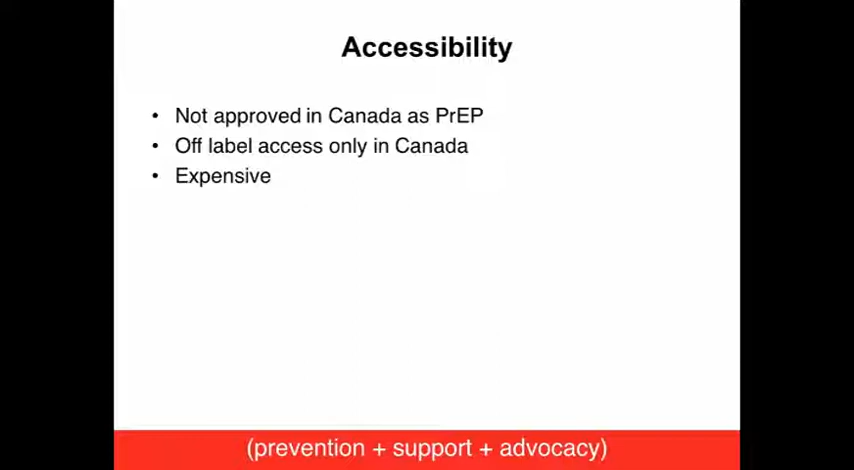 Accessibility
• Not approved in Canada as PrEP
• Off label access only in Canada
• Expensive
(prevention + support + advocacy)